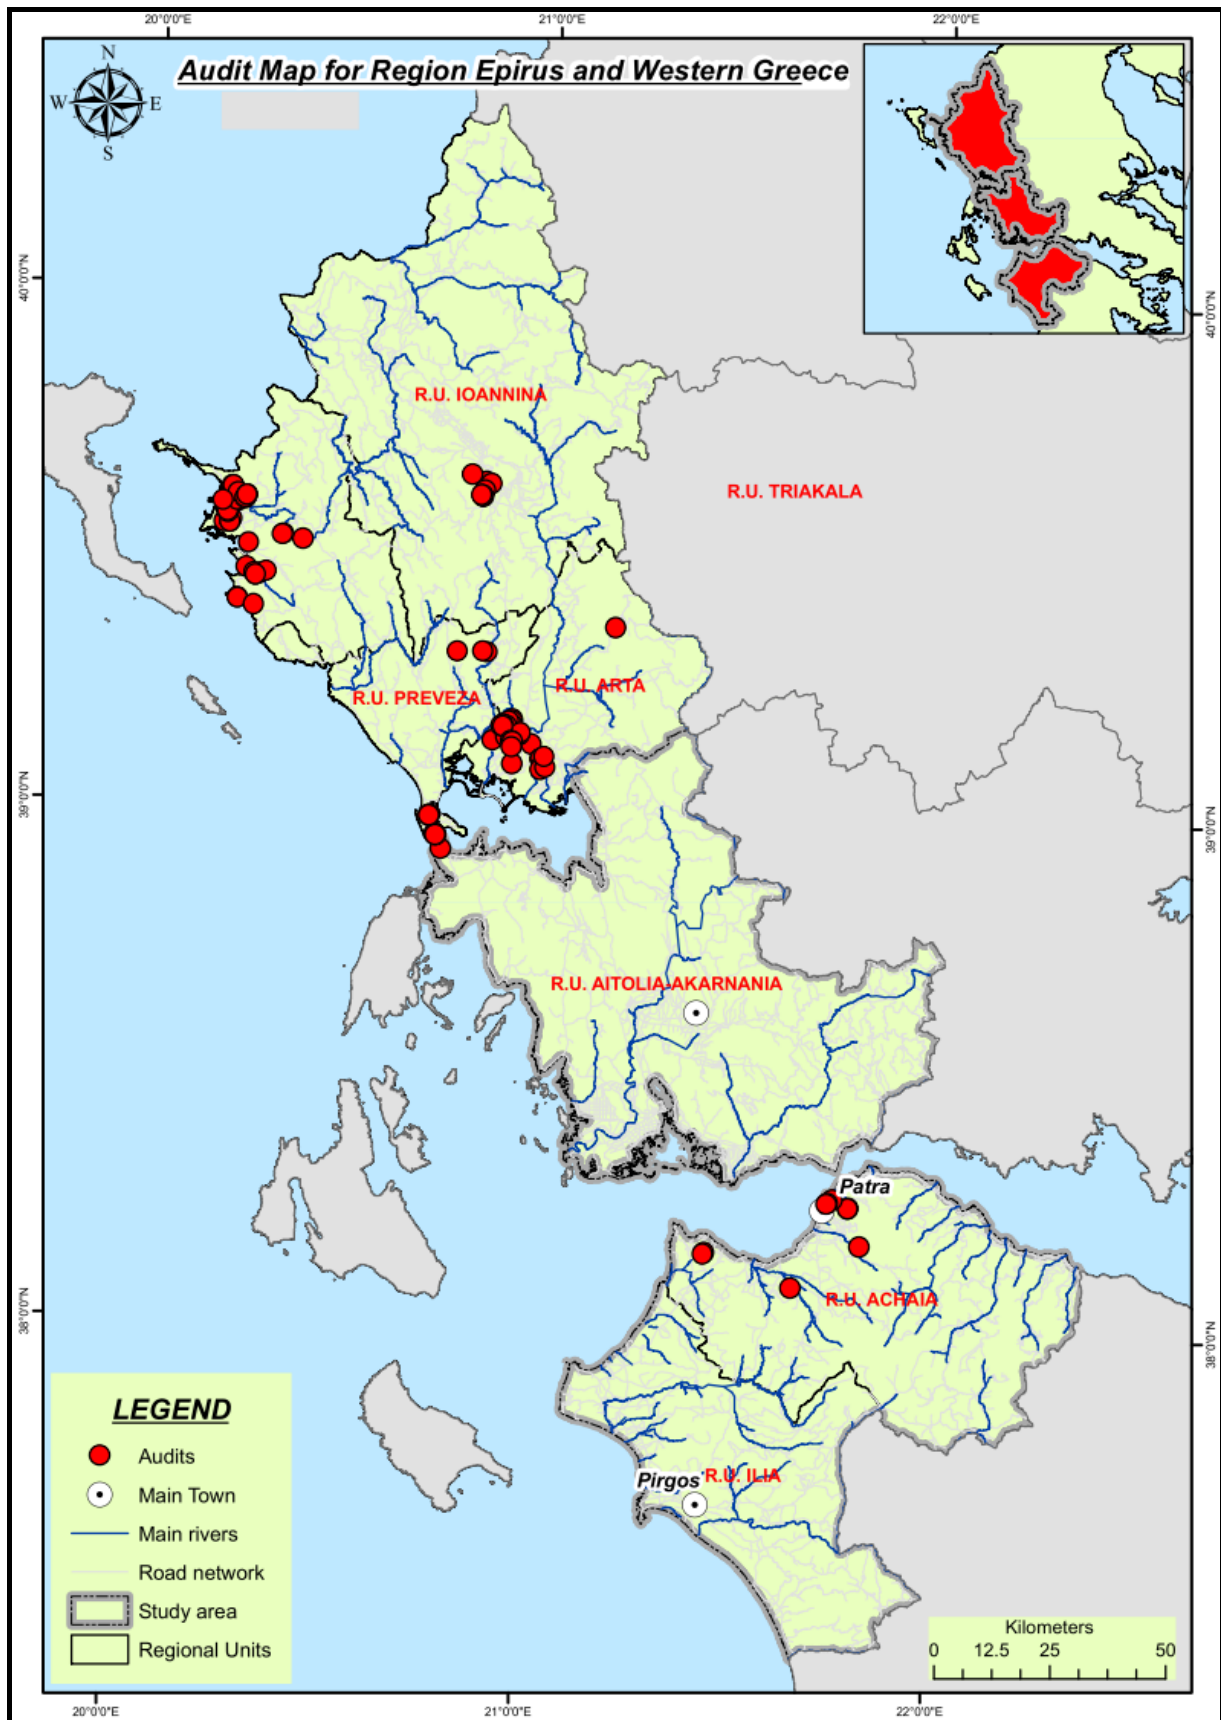 20°0'0"E 21°0'0"E 22°0'0"E
Audit Map for Region Epirus and Western Greece
N
W E
S
40°0'0"N
40°0'0"N
R.U. IOANNINA
R.U. TRIAKALA
R.U. ARTA
R.U. PREVEZA
39°0'0"N
39°0'0"N
R.U. AITOLIA-AKARNANIA
Patra
R.U. ACHAIA
38°0'0"N
38°0'0"N
LEGEND
Audits
Main Town
Main rivers
Road network
Study area
Regional Units
Pirgos
R.U. ILIA
Kilometers
0 12.5 25 50
20°0'0"E 21°0'0"E 22°0'0"E